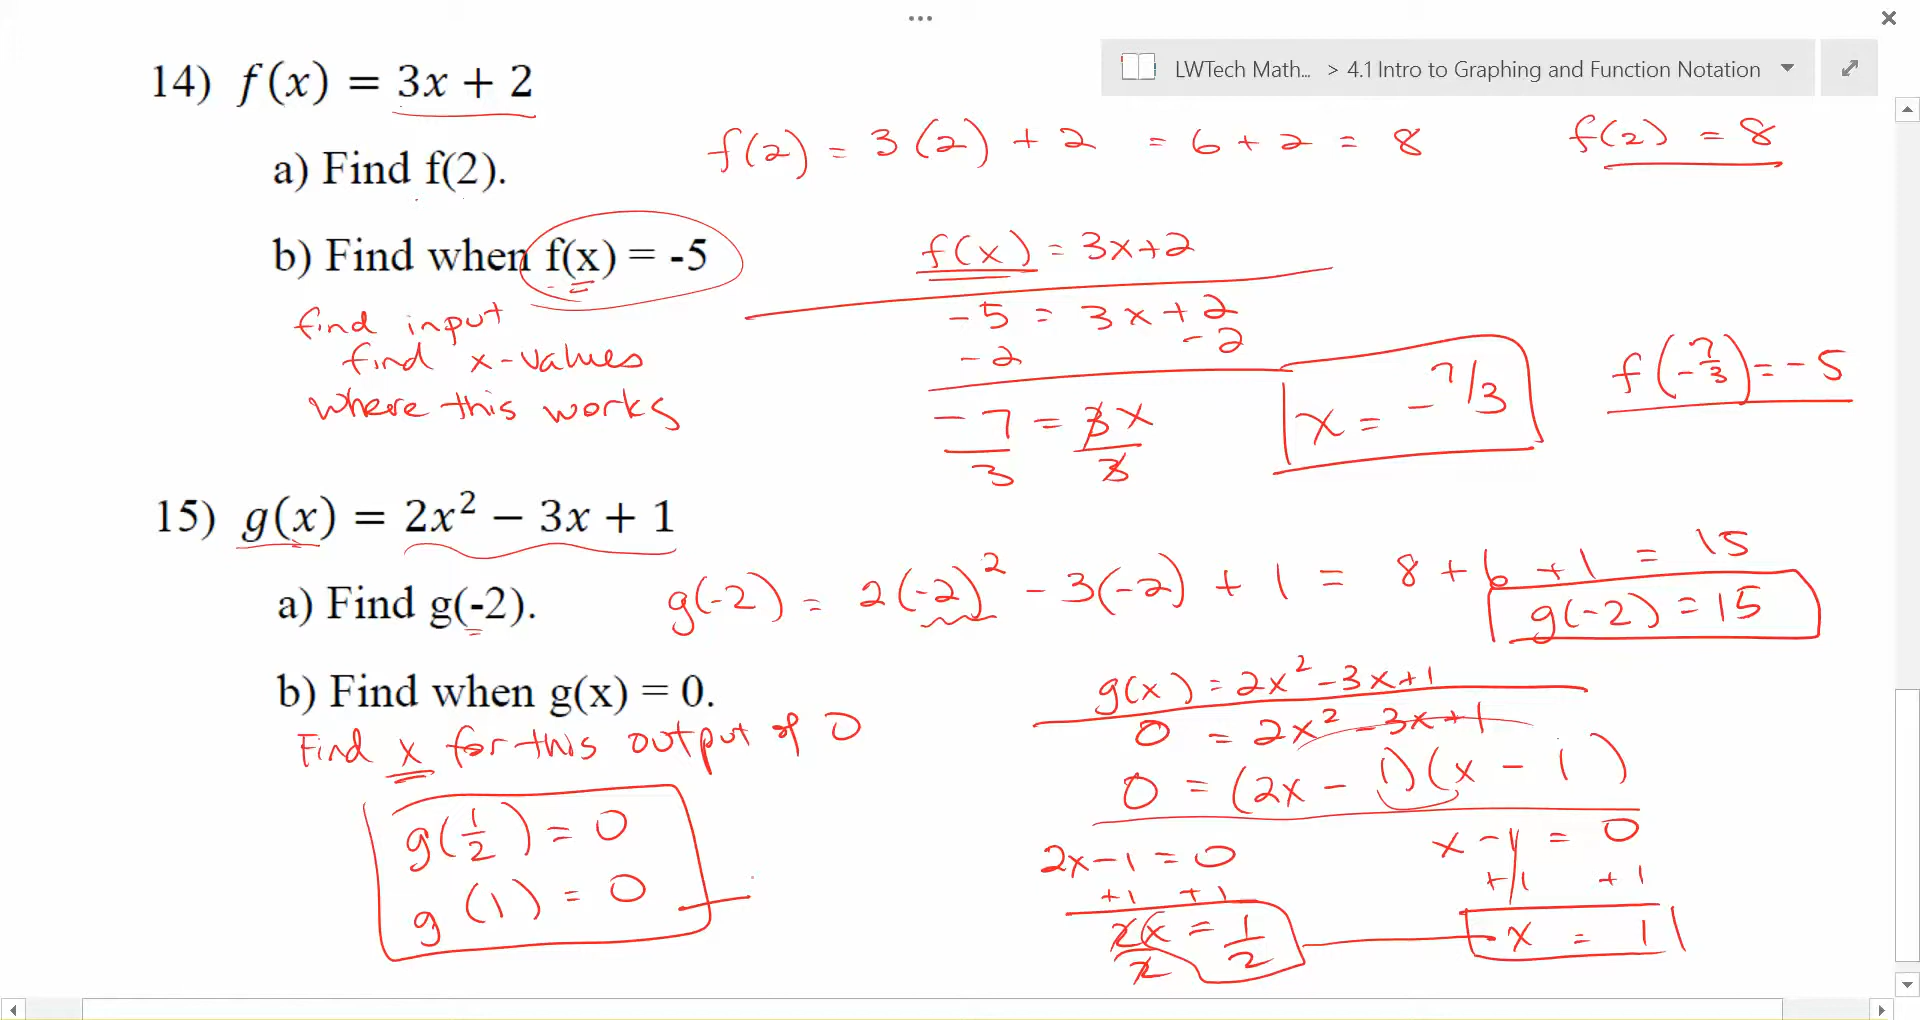 LWTech Math... > 4.1 Intro to Graphing and Function Notation
14) f(x) = 3x + 2
a) Find f(2).
f(2) = 3(2) + 2 = 6 + 2 = 8
f(2) = 8
b) Find when f(x) = -5
find input
find x-values
where this works
f(x) = 3x+2
-5 = 3x + 2
-2 -2
-7/3 = 3x/3
x = -7/3
f(-7/3) = -5
15) g(x) = 2x² − 3x + 1
a) Find g(-2).
g(-2) = 2(-2)² - 3(-2) + 1 = 8 + 6 + 1 = 15
g(-2) = 15
b) Find when g(x) = 0.
Find x for this output of 0
g(1/2) = 0
g(1) = 0
g(x) = 2x² - 3x + 1
0 = 2x² - 3x + 1
0 = (2x - 1)(x - 1)
2x - 1 = 0
+1 +1
2x/2 = 1/2
x - 1 = 0
+1 +1
x = 1